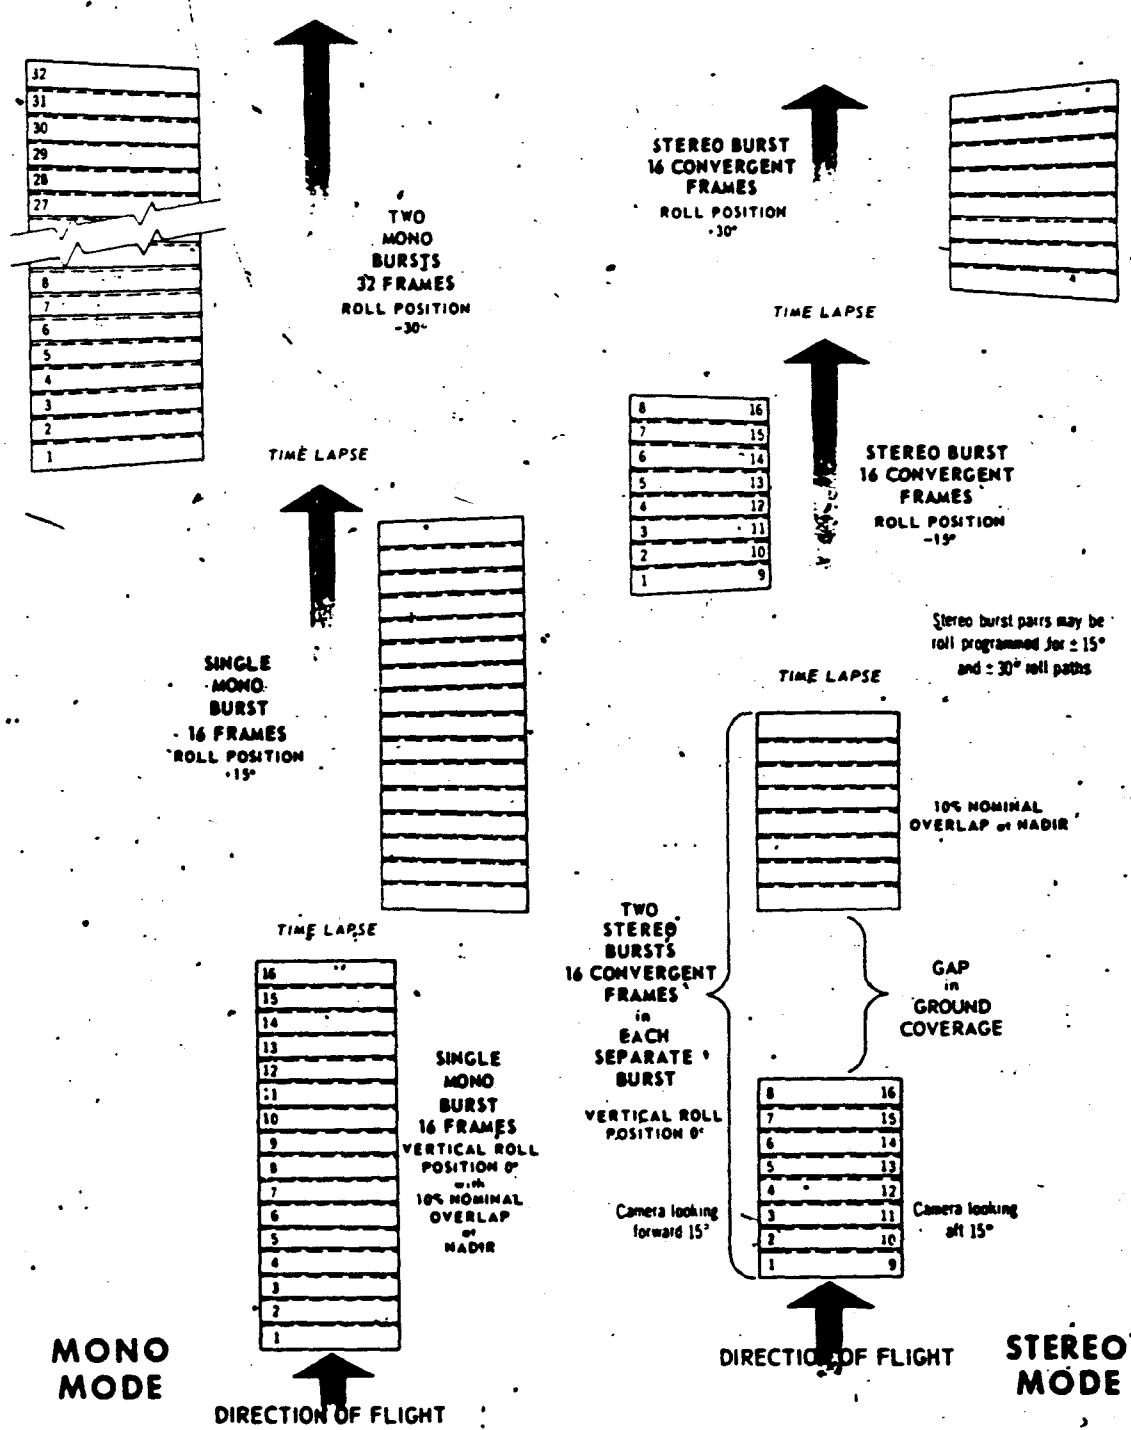 32
31
30
29
28
27
8
7
6
5
4
3
2
1
TWO
MONO
BURSTS
32 FRAMES
ROLL POSITION
-30°
TIME LAPSE
SINGLE
MONO
BURST
16 FRAMES
ROLL POSITION
+15°
TIME LAPSE
16
15
14
13
12
11
10
9
8
7
6
5
4
3
2
1
SINGLE
MONO
BURST
16 FRAMES
VERTICAL ROLL
POSITION 0°
with
10% NOMINAL
OVERLAP
at
NADIR
MONO
MODE
DIRECTION OF FLIGHT
STEREO BURST
16 CONVERGENT
FRAMES
ROLL POSITION
+30°
TIME LAPSE
8 16
7 15
6 14
5 13
4 12
3 11
2 10
1 9
STEREO BURST
16 CONVERGENT
FRAMES
ROLL POSITION
-15°
Stereo burst pairs may be
roll programmed for ± 15°
and ± 30° roll paths
TIME LAPSE
10% NOMINAL
OVERLAP at NADIR
TWO
STEREO
BURSTS
16 CONVERGENT
FRAMES
in
EACH
SEPARATE
BURST
VERTICAL ROLL
POSITION 0°
GAP
in
GROUND
COVERAGE
8 16
7 15
6 14
5 13
4 12
3 11
2 10
1 9
Camera looking
forward 15°
Camera looking
aft 15°
DIRECTION OF FLIGHT
STEREO
MODE